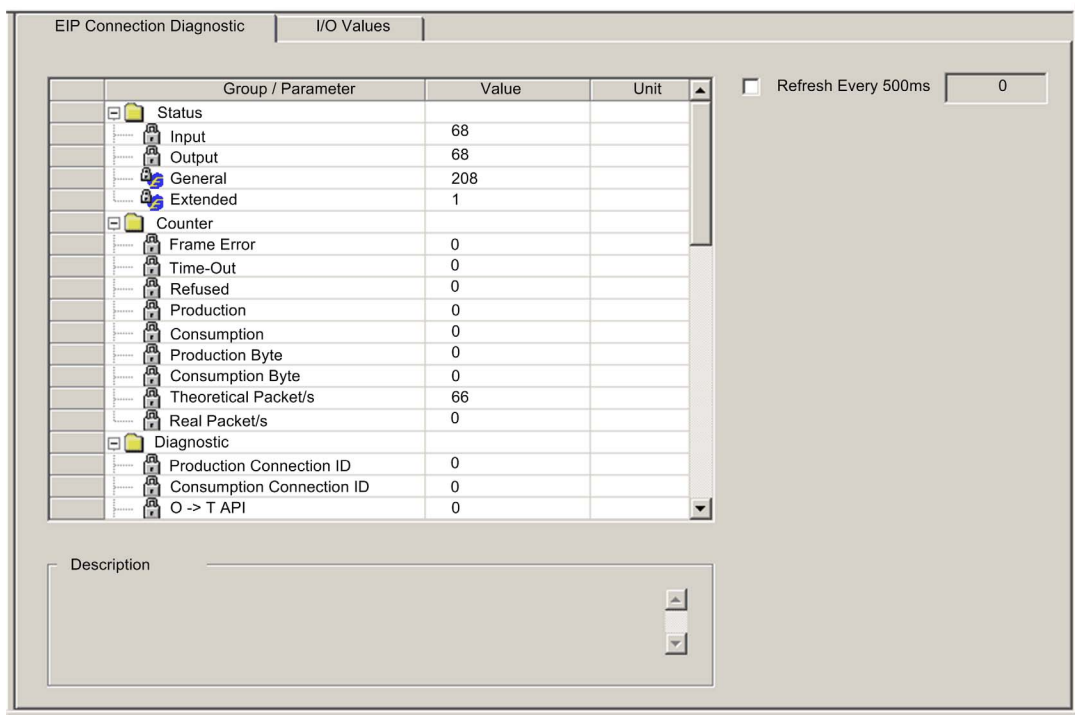 EIP Connection Diagnostic I/O Values
Group / Parameter Value Unit
Refresh Every 500ms 0
Status
Input 68
Output 68
General 208
Extended 1
Counter
Frame Error 0
Time-Out 0
Refused 0
Production 0
Consumption 0
Production Byte 0
Consumption Byte 0
Theoretical Packet/s 66
Real Packet/s 0
Diagnostic
Production Connection ID 0
Consumption Connection ID 0
O -> T API 0
Description